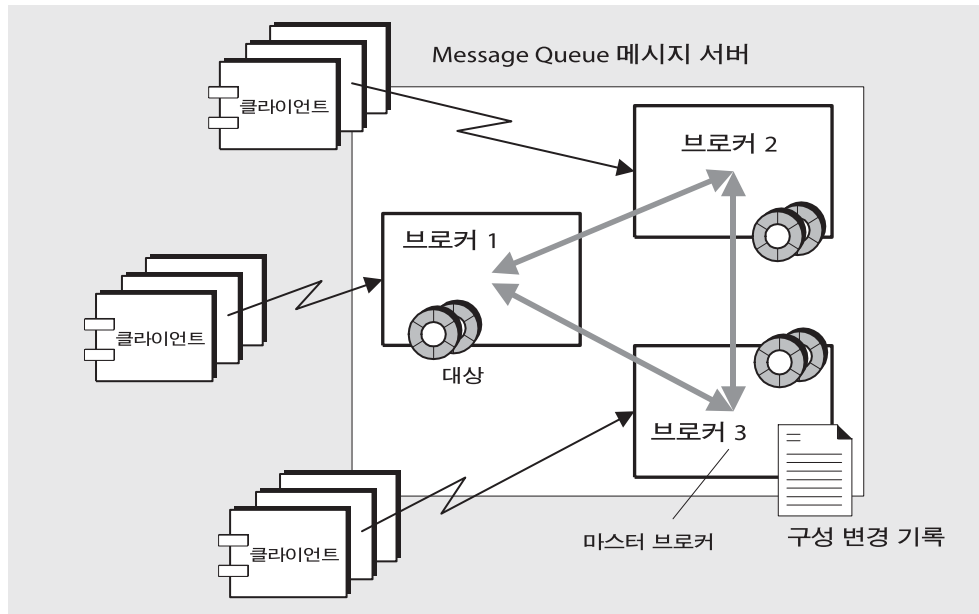 Message Queue 메시지 서버
클라이언트
브로커 2
브로커 1
클라이언트
대상
브로커 3
클라이언트
마스터 브로커
구성 변경 기록